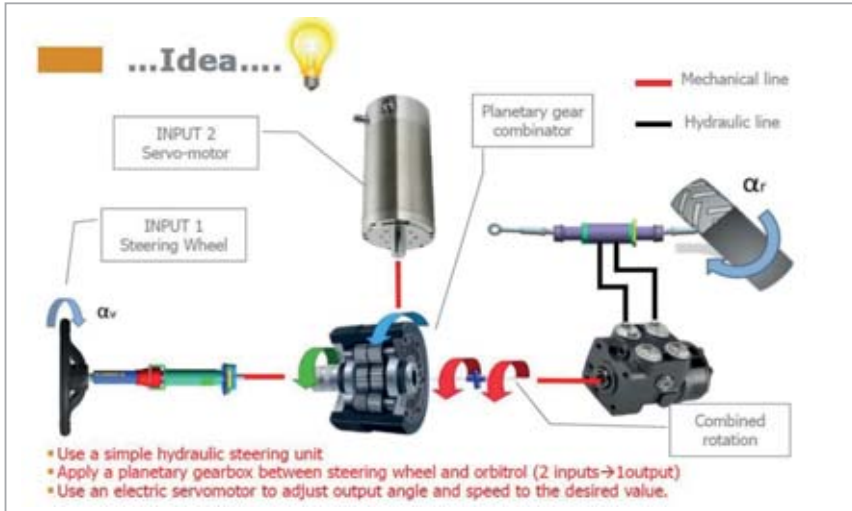 ...Idea....
Mechanical line
Hydraulic line
Planetary gear
combinator
INPUT 2
Servo-motor
αr
INPUT 1
Steering Wheel
αv
Combined
rotation
▪ Use a simple hydraulic steering unit
▪ Apply a planetary gearbox between steering wheel and orbitrol (2 inputs→1output)
▪ Use an electric servomotor to adjust output angle and speed to the desired value.